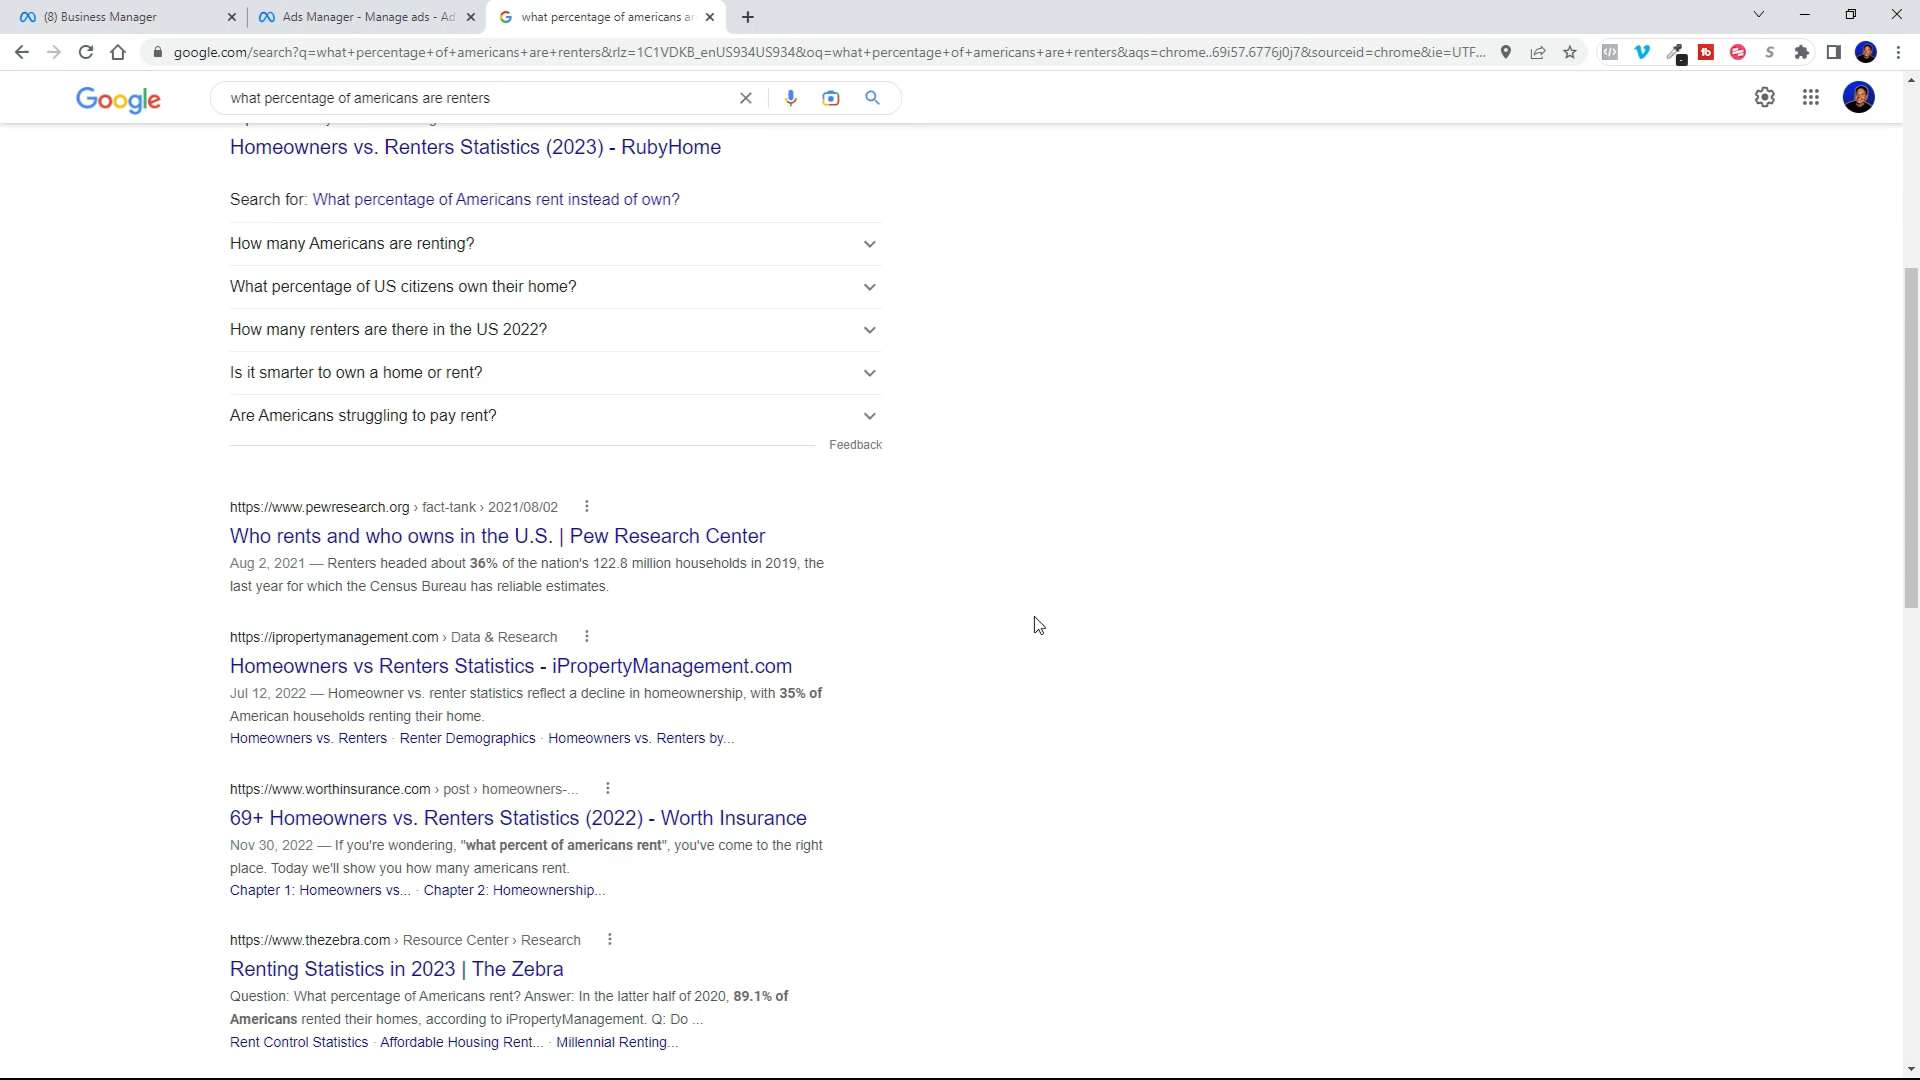 (8) Business Manager
Ads Manager - Manage ads - Ad
what percentage of americans ar
google.com/search?q=what+percentage+of+americans+are+renters&rlz=1C1VDKB_enUS934US934&oq=what+percentage+of+americans+are+renters&aqs=chrome..69i57.6776j0j7&sourceid=chrome&ie=UTF...
Google
what percentage of americans are renters
Homeowners vs. Renters Statistics (2023) - RubyHome
Search for: What percentage of Americans rent instead of own?
How many Americans are renting?
What percentage of US citizens own their home?
How many renters are there in the US 2022?
Is it smarter to own a home or rent?
Are Americans struggling to pay rent?
Feedback
https://www.pewresearch.org › fact-tank › 2021/08/02
Who rents and who owns in the U.S. | Pew Research Center
Aug 2, 2021 — Renters headed about 36% of the nation's 122.8 million households in 2019, the
last year for which the Census Bureau has reliable estimates.
https://ipropertymanagement.com › Data & Research
Homeowners vs Renters Statistics - iPropertyManagement.com
Jul 12, 2022 — Homeowner vs. renter statistics reflect a decline in homeownership, with 35% of
American households renting their home.
Homeowners vs. Renters · Renter Demographics · Homeowners vs. Renters by...
https://www.worthinsurance.com › post › homeowners-...
69+ Homeowners vs. Renters Statistics (2022) - Worth Insurance
Nov 30, 2022 — If you're wondering, "what percent of americans rent", you've come to the right
place. Today we'll show you how many americans rent.
Chapter 1: Homeowners vs... · Chapter 2: Homeownership...
https://www.thezebra.com › Resource Center › Research
Renting Statistics in 2023 | The Zebra
Question: What percentage of Americans rent? Answer: In the latter half of 2020, 89.1% of
Americans rented their homes, according to iPropertyManagement. Q: Do ...
Rent Control Statistics · Affordable Housing Rent... · Millennial Renting...